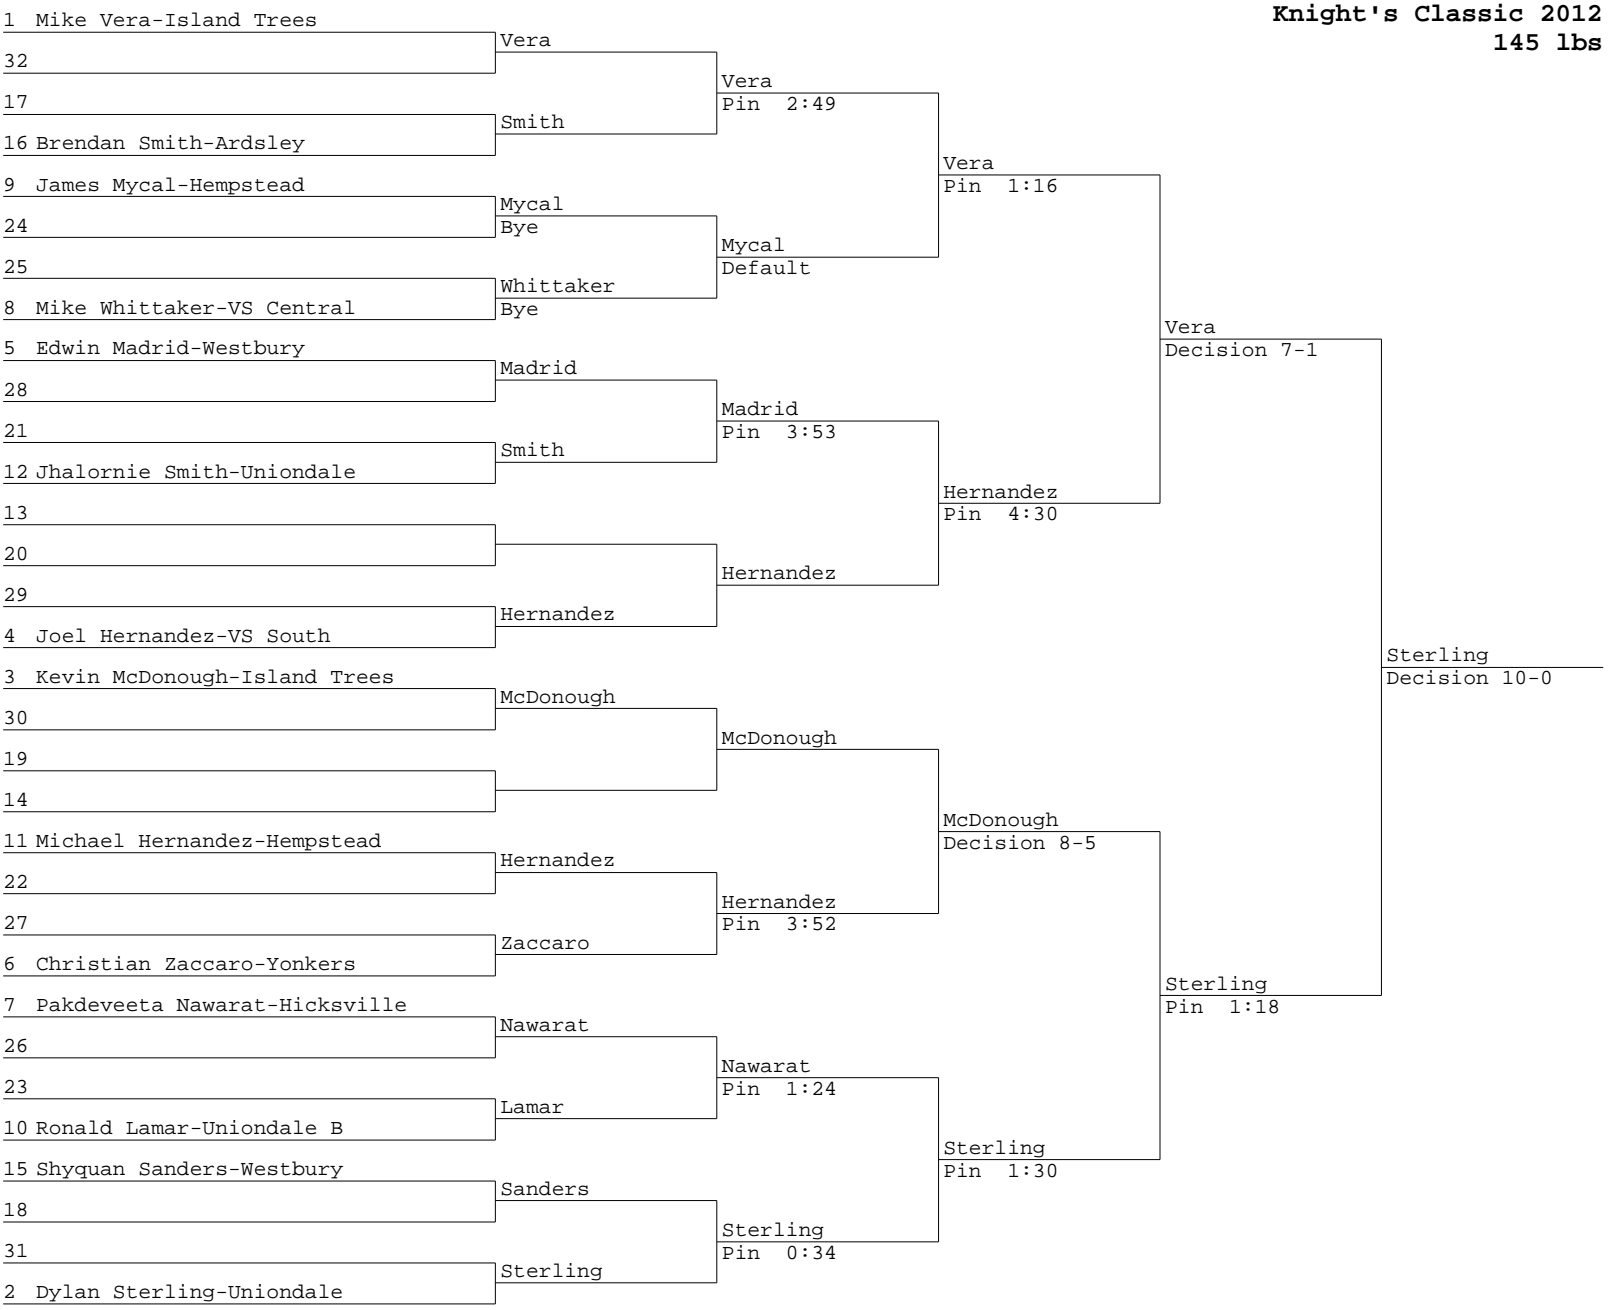 Knight's Classic 2012
145 lbs
1 Mike Vera-Island Trees
32
17
16 Brendan Smith-Ardsley
9 James Mycal-Hempstead
24
25
8 Mike Whittaker-VS Central
5 Edwin Madrid-Westbury
28
21
12 Jhalornie Smith-Uniondale
13
20
29
4 Joel Hernandez-VS South
3 Kevin McDonough-Island Trees
30
19
14
11 Michael Hernandez-Hempstead
22
27
6 Christian Zaccaro-Yonkers
7 Pakdeveeta Nawarat-Hicksville
26
23
10 Ronald Lamar-Uniondale B
15 Shyquan Sanders-Westbury
18
31
2 Dylan Sterling-Uniondale
Vera
Smith
Mycal
Bye
Whittaker
Bye
Madrid
Smith
Hernandez
McDonough
Hernandez
Zaccaro
Nawarat
Lamar
Sanders
Sterling
Vera
Pin 2:49
Mycal
Default
Madrid
Pin 3:53
Hernandez
McDonough
Hernandez
Pin 3:52
Nawarat
Pin 1:24
Sterling
Pin 0:34
Vera
Pin 1:16
Hernandez
Pin 4:30
McDonough
Decision 8-5
Sterling
Pin 1:30
Vera
Decision 7-1
Sterling
Pin 1:18
Sterling
Decision 10-0